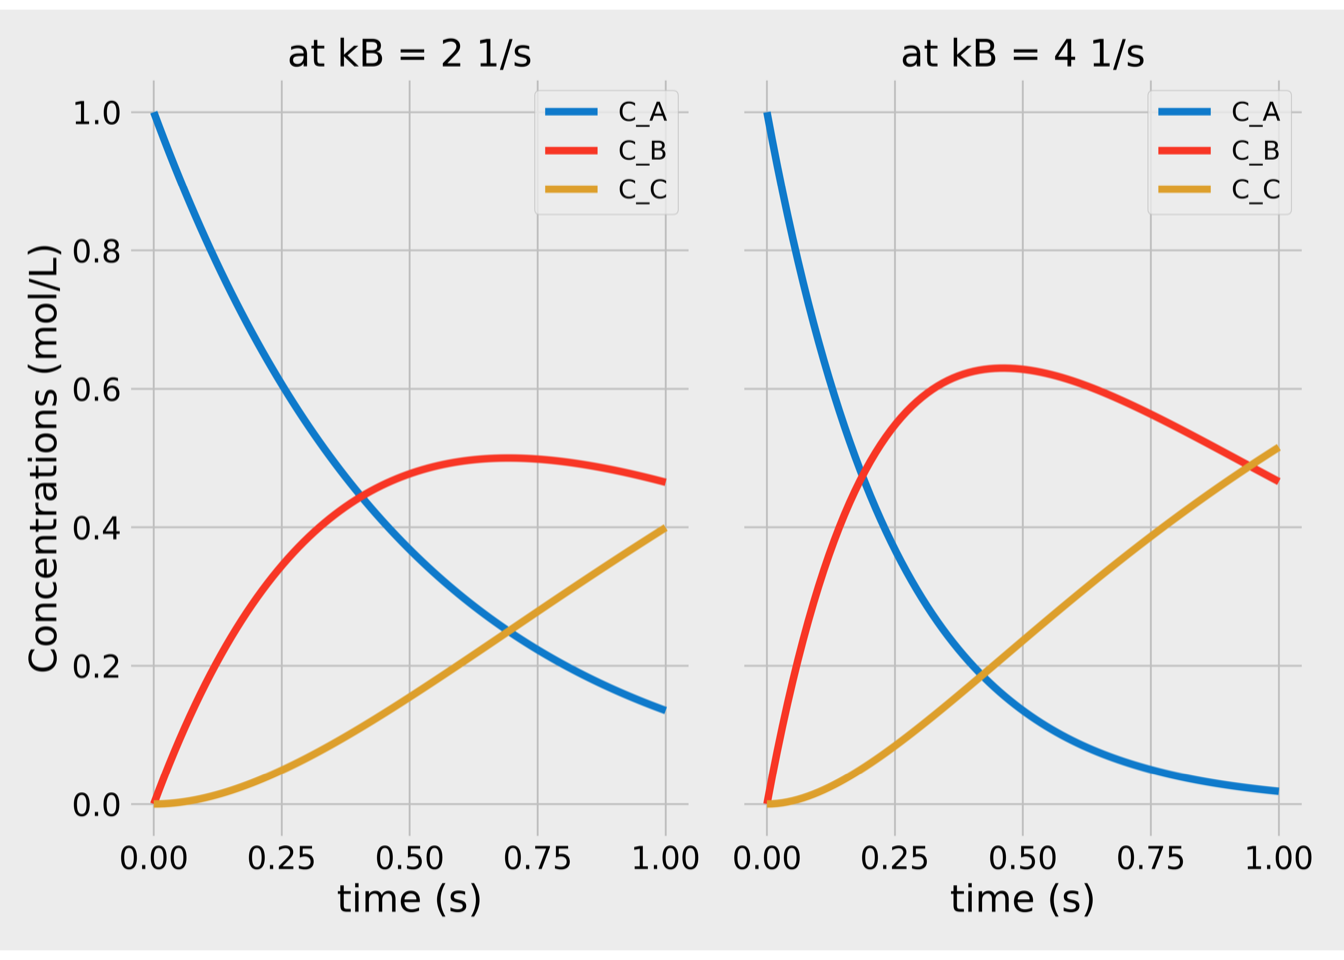 at kB = 2 1/s
at kB = 4 1/s
C_A
C_B
C_C
C_A
C_B
C_C
Concentrations (mol/L)
1.0
0.8
0.6
0.4
0.2
0.0
0.00 0.25 0.50 0.75 1.00
0.00 0.25 0.50 0.75 1.00
time (s)
time (s)